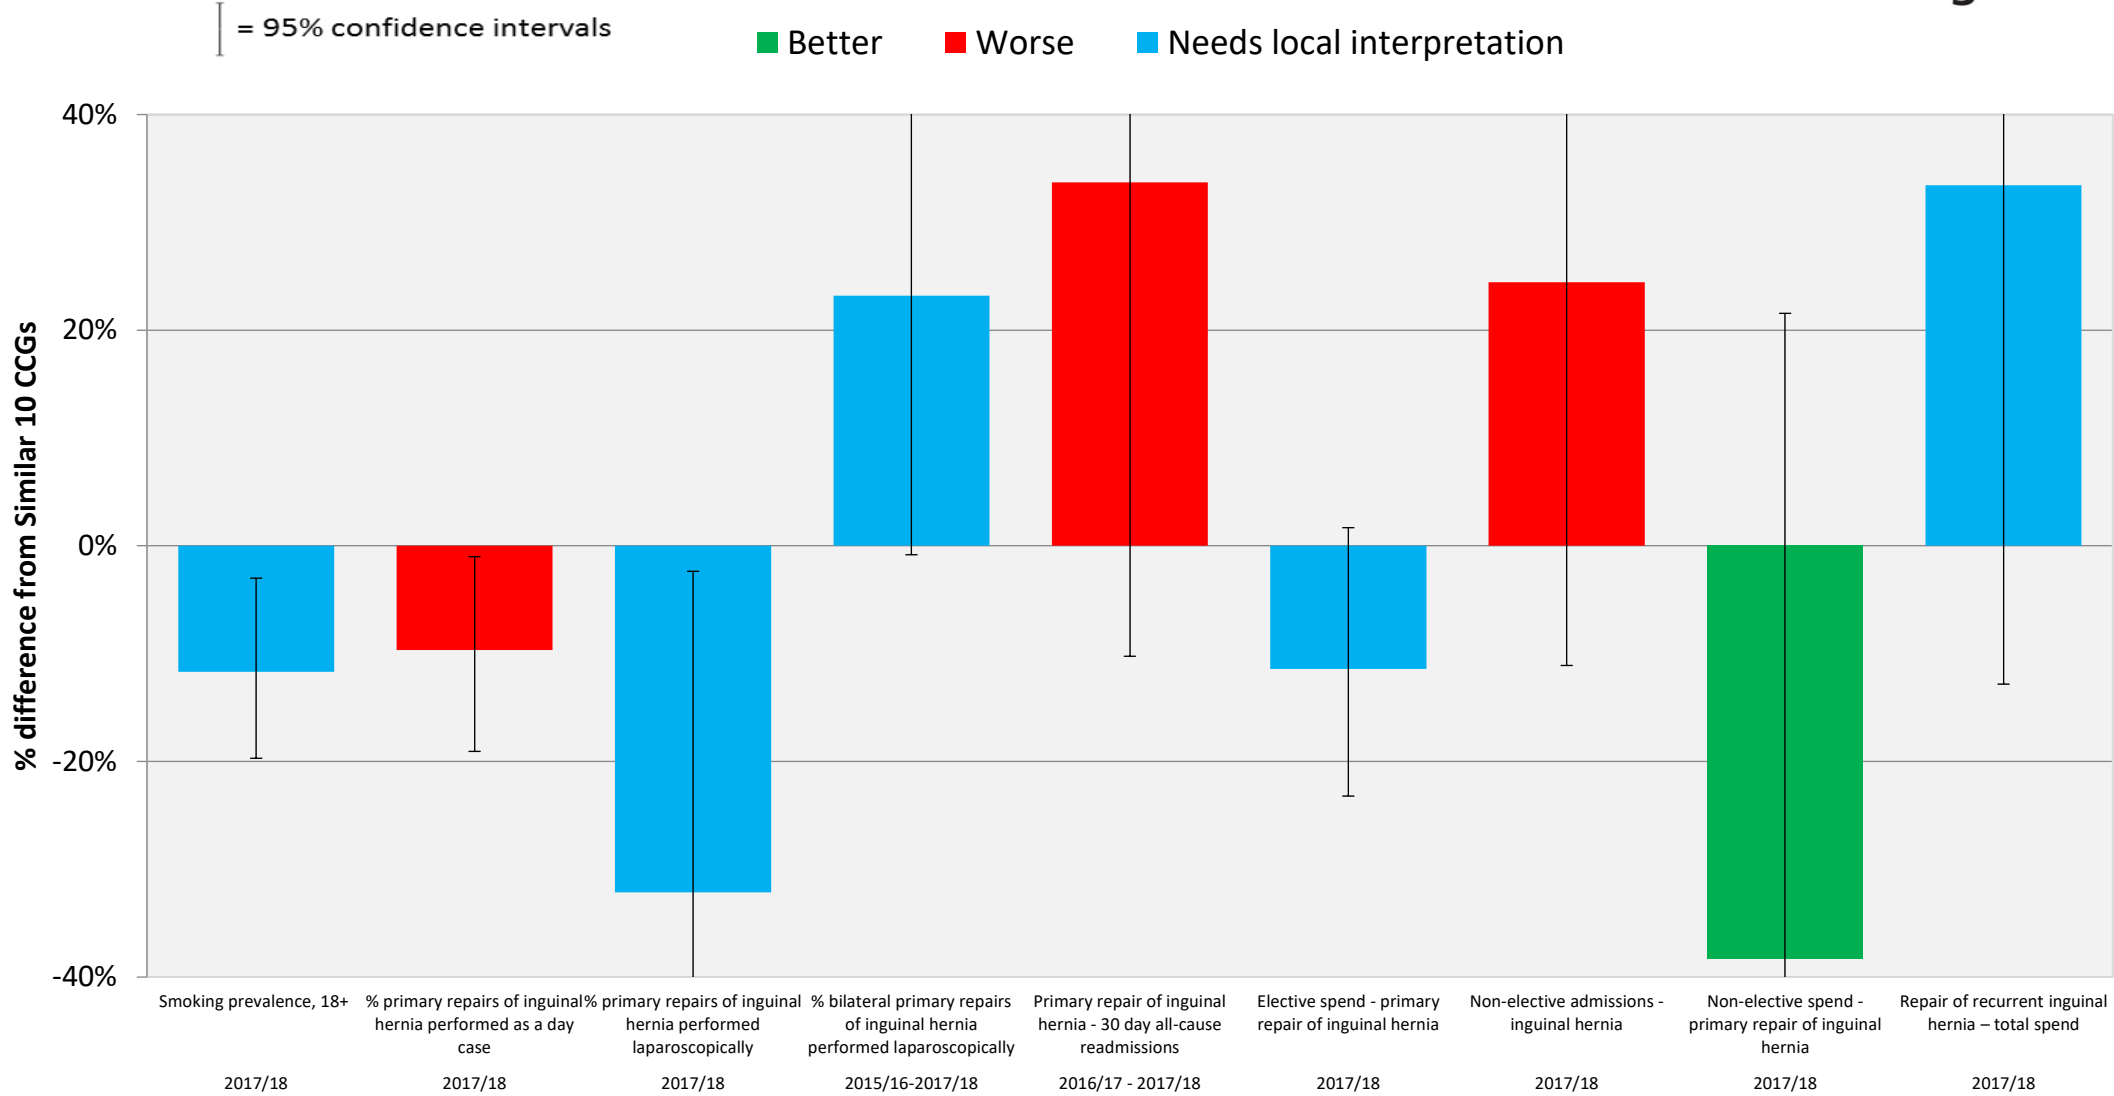 = 95% confidence intervals
Better Worse Needs local interpretation
% difference from Similar 10 CCGs
40%
20%
0%
-20%
-40%
Smoking prevalence, 18+
2017/18
% primary repairs of inguinal
hernia performed as a day
case
2017/18
% primary repairs of inguinal
hernia performed
laparoscopically
2017/18
% bilateral primary repairs
of inguinal hernia
performed laparoscopically
2015/16-2017/18
Primary repair of inguinal
hernia - 30 day all-cause
readmissions
2016/17 - 2017/18
Elective spend - primary
repair of inguinal hernia
2017/18
Non-elective admissions -
inguinal hernia
2017/18
Non-elective spend -
primary repair of inguinal
hernia
2017/18
Repair of recurrent inguinal
hernia – total spend
2017/18